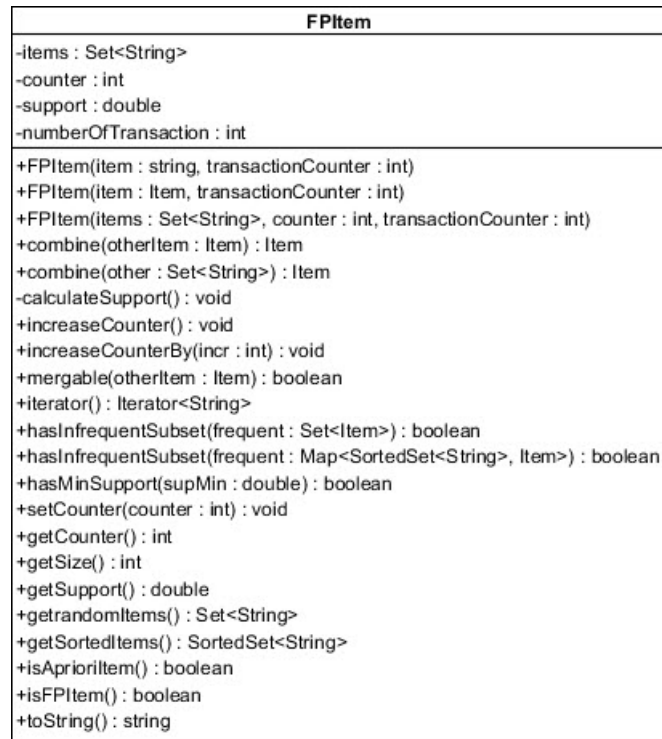 FPItem
-items : Set<String>
-counter : int
-support : double
-numberOfTransaction : int
+FPItem(item : string, transactionCounter : int)
+FPItem(item : Item, transactionCounter : int)
+FPItem(items : Set<String>, counter : int, transactionCounter : int)
+combine(otherItem : Item) : Item
+combine(other : Set<String>) : Item
-calculateSupport() : void
+increaseCounter() : void
+increaseCounterBy(incr : int) : void
+mergable(otherItem : Item) : boolean
+iterator() : Iterator<String>
+hasInfrequentSubset(frequent : Set<Item>) : boolean
+hasInfrequentSubset(frequent : Map<SortedSet<String>, Item>) : boolean
+hasMinSupport(supMin : double) : boolean
+setCounter(counter : int) : void
+getCounter() : int
+getSize() : int
+getSupport() : double
+getrandomItems() : Set<String>
+getSortedItems() : SortedSet<String>
+isAprioriItem() : boolean
+isFPItem() : boolean
+toString() : string